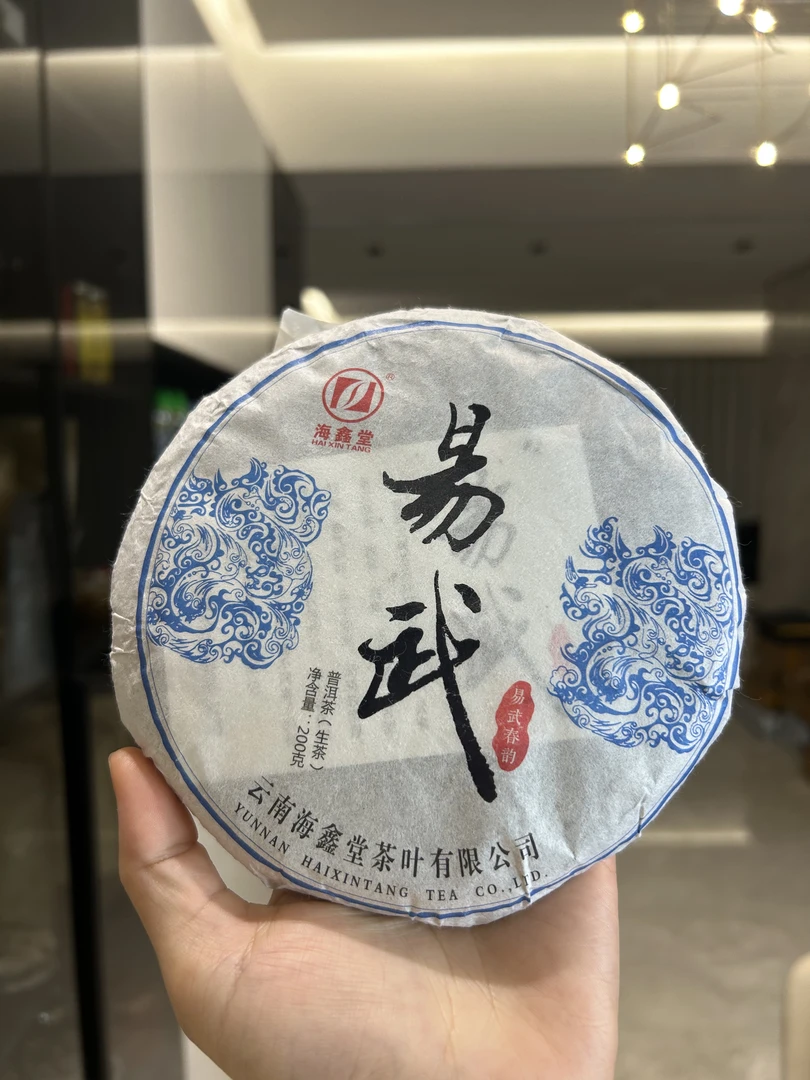 ®
海鑫堂
HAI XIN TANG
易武
易武春韵
普洱茶（生茶）
净含量：200克
云南海鑫堂茶叶有限公司
YUNNAN HAIXINTANG TEA CO.,LTD.